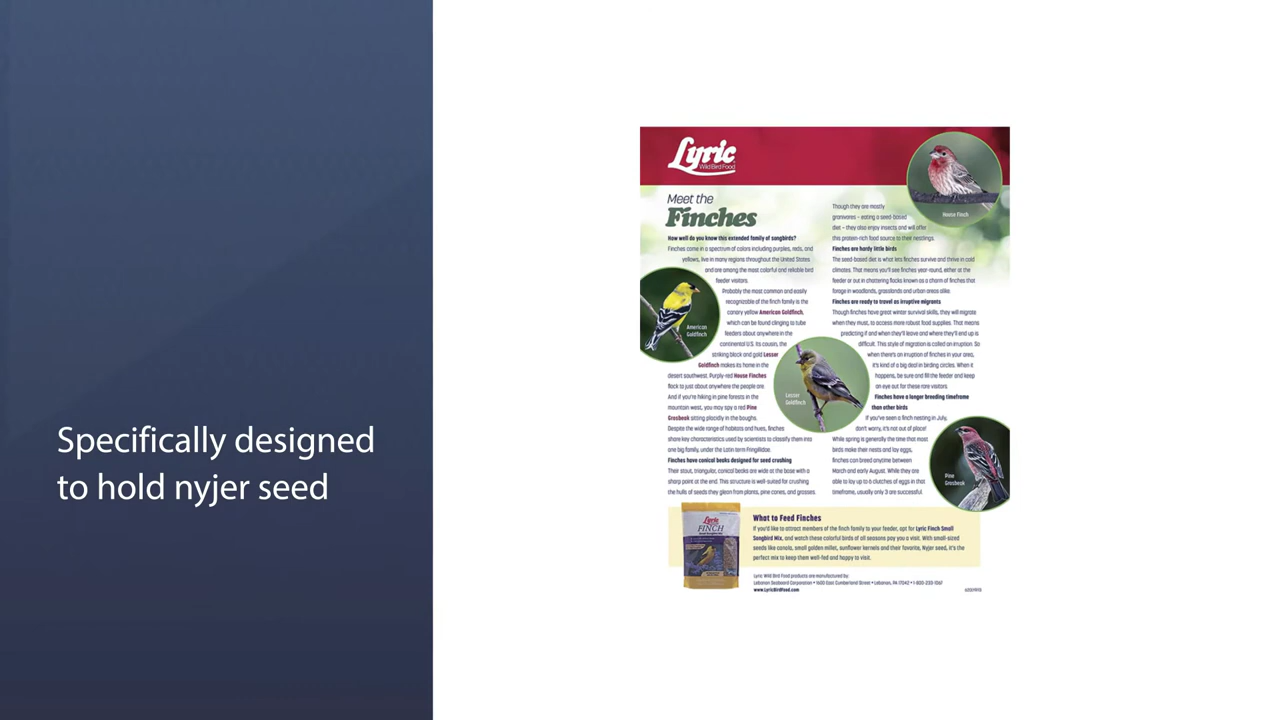 Specifically designed
to hold nyjer seed
Lyric
Wild Bird Food
House Finch
Meet the
Finches
How well do you know this extended family of songbirds?
Finches come in a spectrum of colors including purples, reds, and
yellows, live in many regions throughout the United States
and are among the most colorful and reliable bird
feeder visitors.
Probably the most common and easily
recognizable of the finch family is the
canary yellow American Goldfinch,
which can be found clinging to tube
feeders about anywhere in the
continental U.S. Its cousin, the
striking black and gold Lesser
Goldfinch makes its home in the
desert southwest. Purply-red House Finches
flock to just about anywhere the people are.
And if you're hiking in pine forests in the
mountain west, you may spy a red Pine
Grosbeak sitting placidly in the boughs.
Despite the wide range of habitats and hues, finches
share key characteristics used by scientists to classify them into
one big family, under the Latin term Fringillidae.
Finches have conical beaks designed for seed crushing
Their stout, triangular, conical beaks are wide at the base with a
sharp point at the end. This structure is well-suited for crushing
the hulls of seeds they glean from plants, pine cones, and grasses.
American
Goldfinch
Lesser
Goldfinch
Though they are mostly
granivores – eating a seed-based
diet – they also enjoy insects and will offer
this protein-rich food source to their nestlings.
Finches are hardy little birds
The seed-based diet is what lets finches survive and thrive in cold
climates. That means you'll see finches year-round, either at the
feeder or out in chattering flocks known as a charm of finches that
forage in woodlands, grasslands and urban areas alike.
Finches are ready to travel as irruptive migrants
Though finches have great winter survival skills, they will migrate
when they must, to access more robust food supplies. That means
predicting if and when they'll leave and where they'll end up is
difficult. This style of migration is called an irruption. So
when there's an irruption of finches in your area,
it's kind of a big deal in birding circles. When it
happens, be sure and fill the feeder and keep
an eye out for these rare visitors.
Finches have a longer breeding timeframe
than other birds
If you've seen a finch nesting in July,
don't worry, it's not out of place!
While spring is generally the time that most
birds make their nests and lay eggs,
finches can breed anytime between
March and early August. While they are
able to lay up to 6 clutches of eggs in that
timeframe, usually only 3 are successful
Pine
Grosbeak
Lyric
FINCH
What to Feed Finches
If you'd like to attract members of the finch family to your feeder, opt for Lyric Finch Small
Songbird Mix, and watch these colorful birds of all seasons pay you a visit. With small-sized
seeds like canola, small golden millet, sunflower kernels and their favorite, Nyjer seed, it's the
perfect mix to keep them well-fed and happy to visit.
Lyric Wild Bird Food products are manufactured by:
Lebanon Seaboard Corporation • 1600 East Cumberland Street • Lebanon, PA 17042 • 1-800-233-1067
www.LyricBirdFood.com